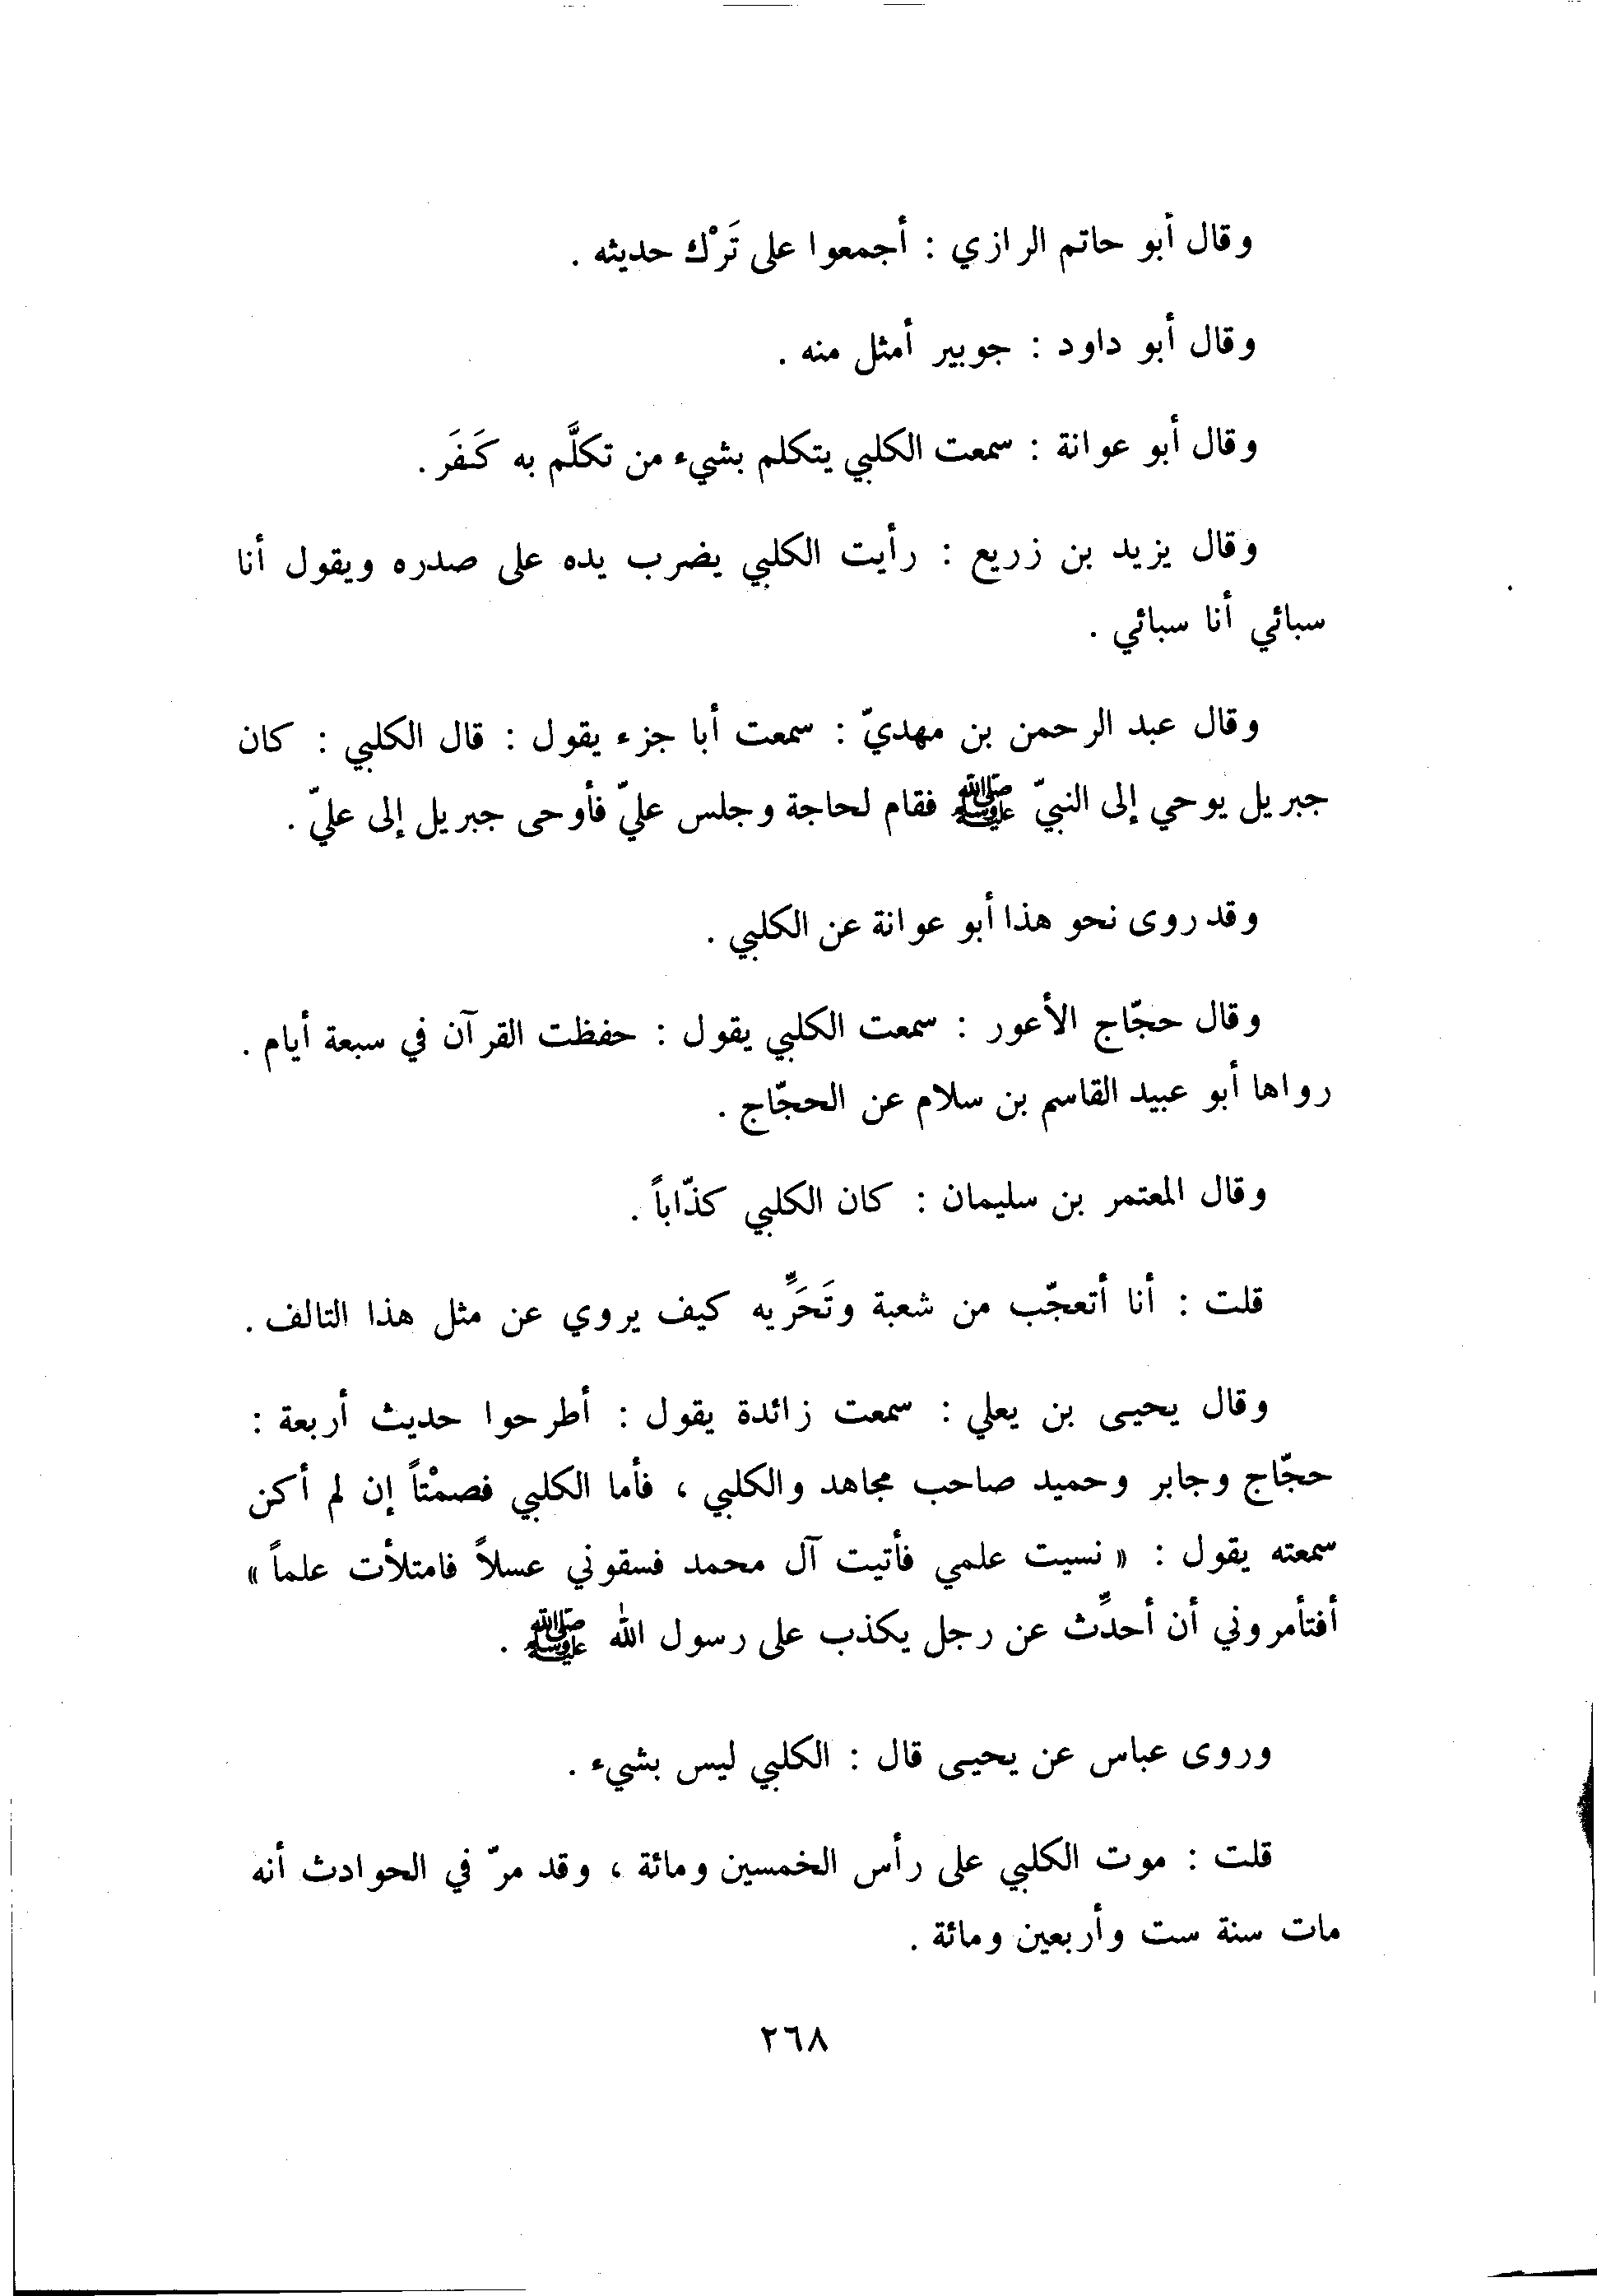 وقال أبو حاتم الرازي : أجمعوا على تَرْك حديثه .
وقال أبو داود : جوبير أمثل منه .
وقال أبو عوانة : سمعت الكلبي يتكلم بشيء من تكلَّم به كَفَر .
وقال يزيد بن زريع : رأيت الكلبي يضرب يده على صدره ويقول أنا
سبائي أنا سبائي .
وقال عبد الرحمن بن مهديّ : سمعت أبا جزء يقول : قال الكلبي : كان
جبريل يوحي إلى النبيّ ﷺ فقام لحاجة وجلس عليّ فأوحى جبريل إلى عليّ .
وقد روى نحو هذا أبو عوانة عن الكلبي .
وقال حجّاج الأعور : سمعت الكلبي يقول : حفظت القرآن في سبعة أيام .
رواها أبو عبيد القاسم بن سلام عن الحجّاج .
وقال المعتمر بن سليمان : كان الكلبي كذّاباً .
قلت : أنا أتعجّب من شعبة وتَحَرِّيه كيف يروي عن مثل هذا التالف .
وقال يحيى بن يعلي : سمعت زائدة يقول : أطرحوا حديث أربعة :
حجّاج وجابر وحميد صاحب مجاهد والكلبي ، فأما الكلبي فصمْتاً إن لم أكن
سمعته يقول : « نسيت علمي فأتيت آل محمد فسقوني عسلاً فامتلأت علماً »
أفتأمروني أن أحدِّث عن رجل يكذب على رسول الله ﷺ .
وروى عباس عن يحيى قال : الكلبي ليس بشيء .
قلت : موت الكلبي على رأس الخمسين ومائة ، وقد مرّ في الحوادث أنه
مات سنة ست وأربعين ومائة .
٢٦٨